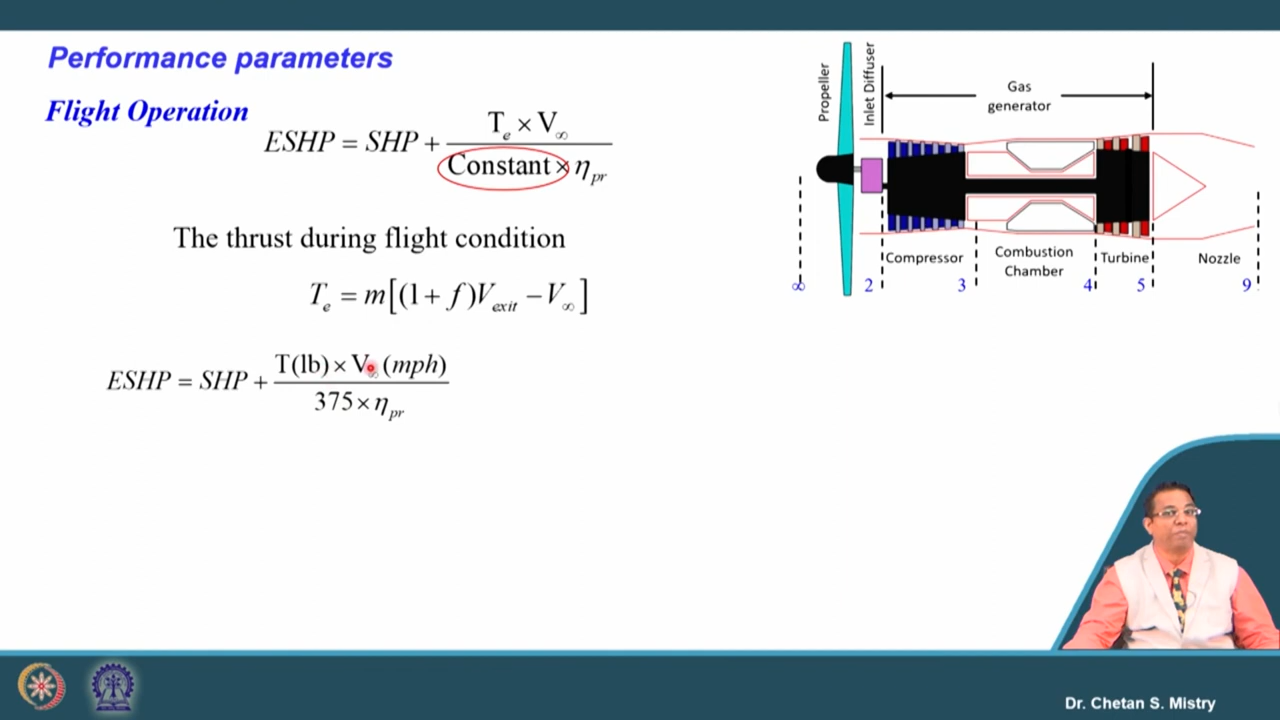 Performance parameters
Flight Operation
ESHP = SHP + T_e × V_∞ / Constant × η_pr
The thrust during flight condition
T_e = m[(1 + f)V_exit − V_∞]
ESHP = SHP + T(lb) × V_∞ (mph) / 375 × η_pr
Propeller
Inlet Diffuser
Gas
generator
Compressor
Combustion
Chamber
Turbine
Nozzle
∞ 2 3 4 5 9
Dr. Chetan S. Mistry